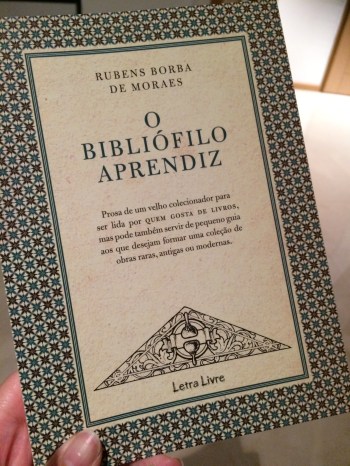 RUBENS BORBA
DE MORAES
O
BIBLIÓFILO
APRENDIZ
Prosa de um velho colecionador para
ser lida por QUEM GOSTA DE LIVROS,
mas pode também servir de pequeno guia
aos que desejam formar uma coleção de
obras raras, antigas ou modernas.
Letra Livre